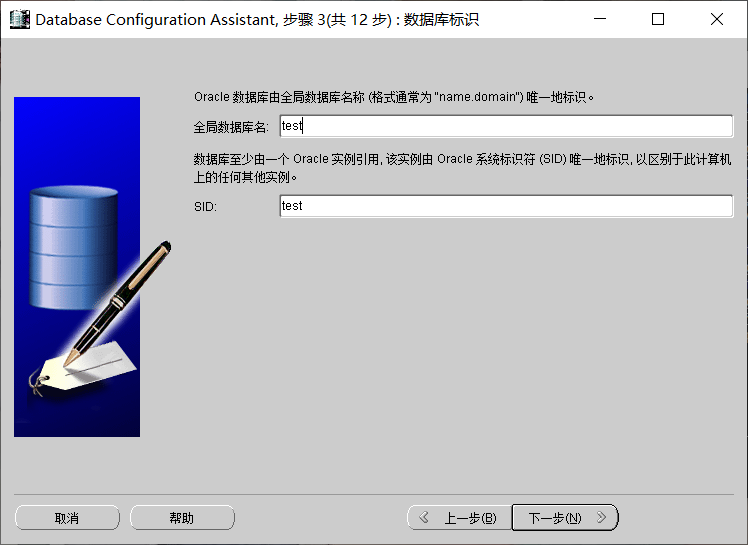 Database Configuration Assistant, 步骤 3(共 12 步) : 数据库标识
Oracle 数据库由全局数据库名称 (格式通常为 "name.domain") 唯一地标识。
全局数据库名: test
数据库至少由一个 Oracle 实例引用, 该实例由 Oracle 系统标识符 (SID) 唯一地标识, 以区别于此计算机
上的任何其他实例。
SID: test
取消 帮助 上一步(B) 下一步(N)